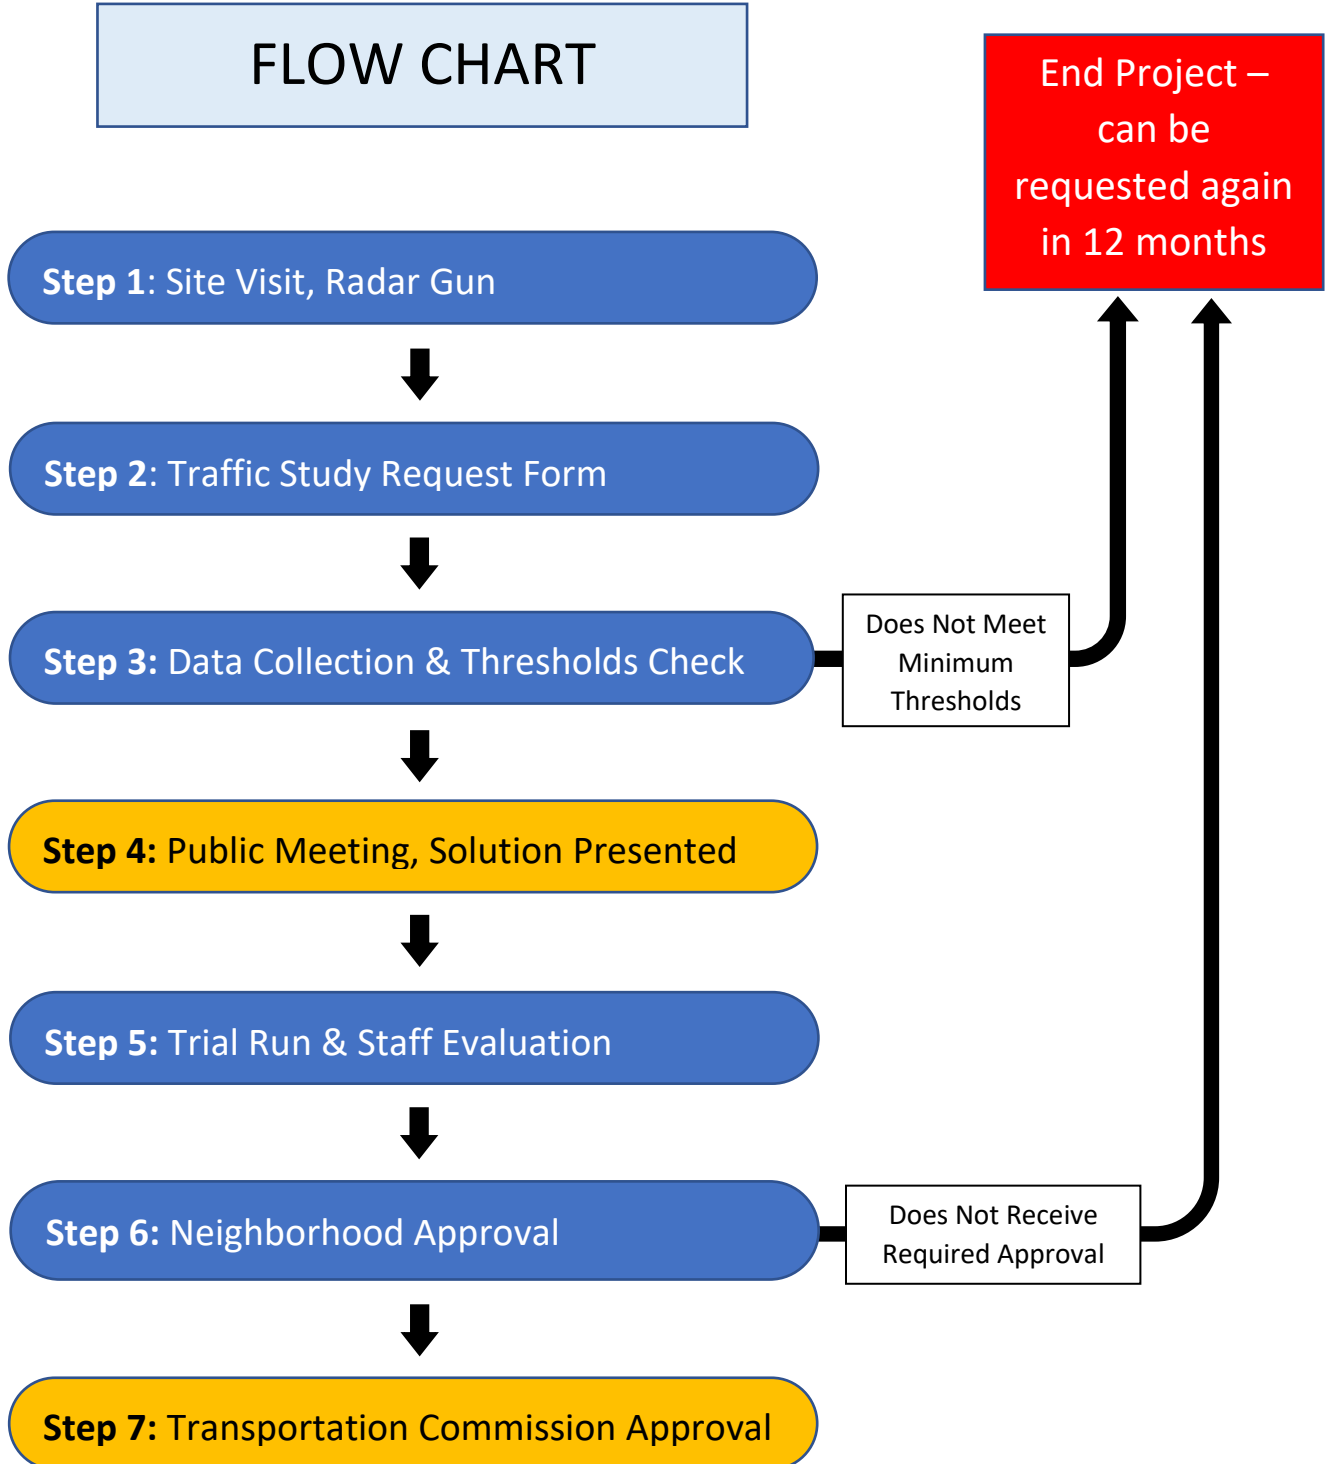 FLOW CHART
End Project –
can be
requested again
in 12 months
Step 1: Site Visit, Radar Gun
Step 2: Traffic Study Request Form
Step 3: Data Collection & Thresholds Check
Does Not Meet
Minimum
Thresholds
Step 4: Public Meeting, Solution Presented
Step 5: Trial Run & Staff Evaluation
Step 6: Neighborhood Approval
Does Not Receive
Required Approval
Step 7: Transportation Commission Approval